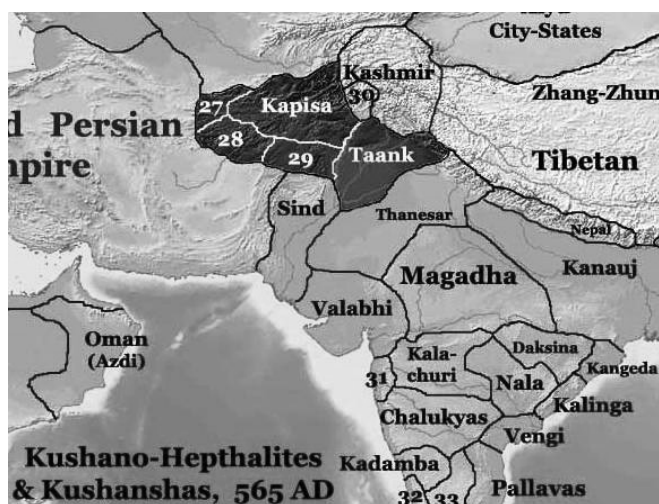 City-States
Kashmir
30
Zhang-Zhun
27
Kapisa
d Persian
mpire
28
29
Taank
Tibetan
Sind
Thanesar
Nepal
Magadha
Kanauj
Valabhi
Oman
(Azdi)
Kala-
churi
Daksina
Kangeda
31
Nala
Kalinga
Chalukyas
Vengi
Kushano-Hepthalites
& Kushanshas, 565 AD
Kadamba
32
33
Pallavas